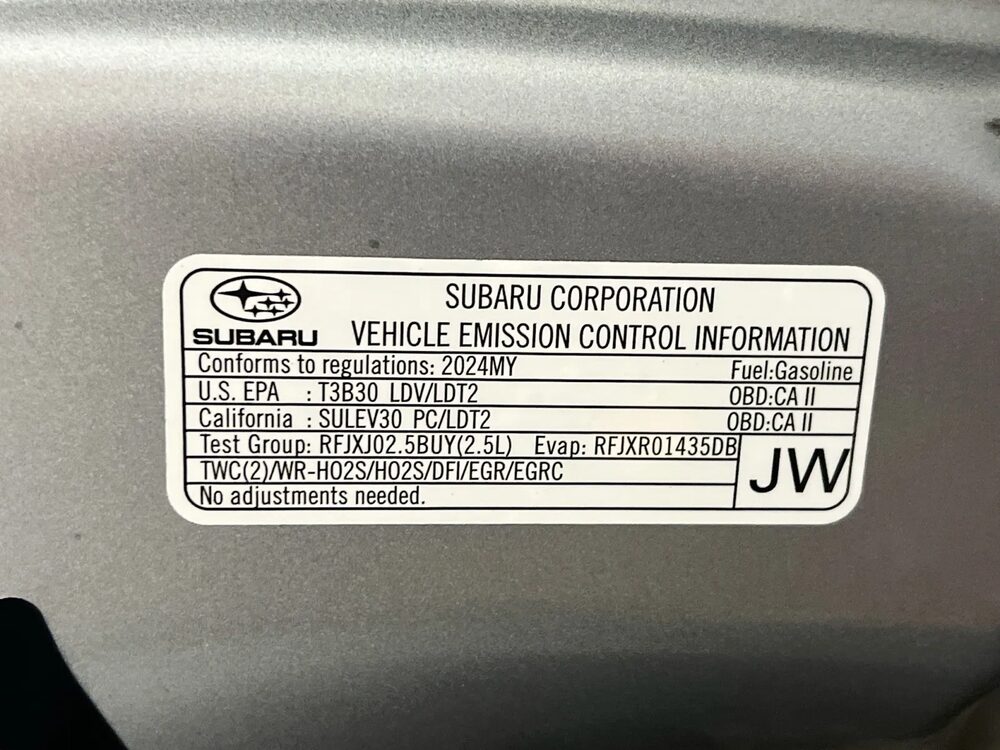 SUBARU
SUBARU CORPORATION
VEHICLE EMISSION CONTROL INFORMATION
Conforms to regulations: 2024MY Fuel:Gasoline
U.S. EPA : T3B30 LDV/LDT2 OBD:CA II
California : SULEV30 PC/LDT2 OBD:CA II
Test Group: RFJXJ02.5BUY(2.5L) Evap: RFJXR01435DB
TWC(2)/WR-HO2S/HO2S/DFI/EGR/EGRC
No adjustments needed.
JW